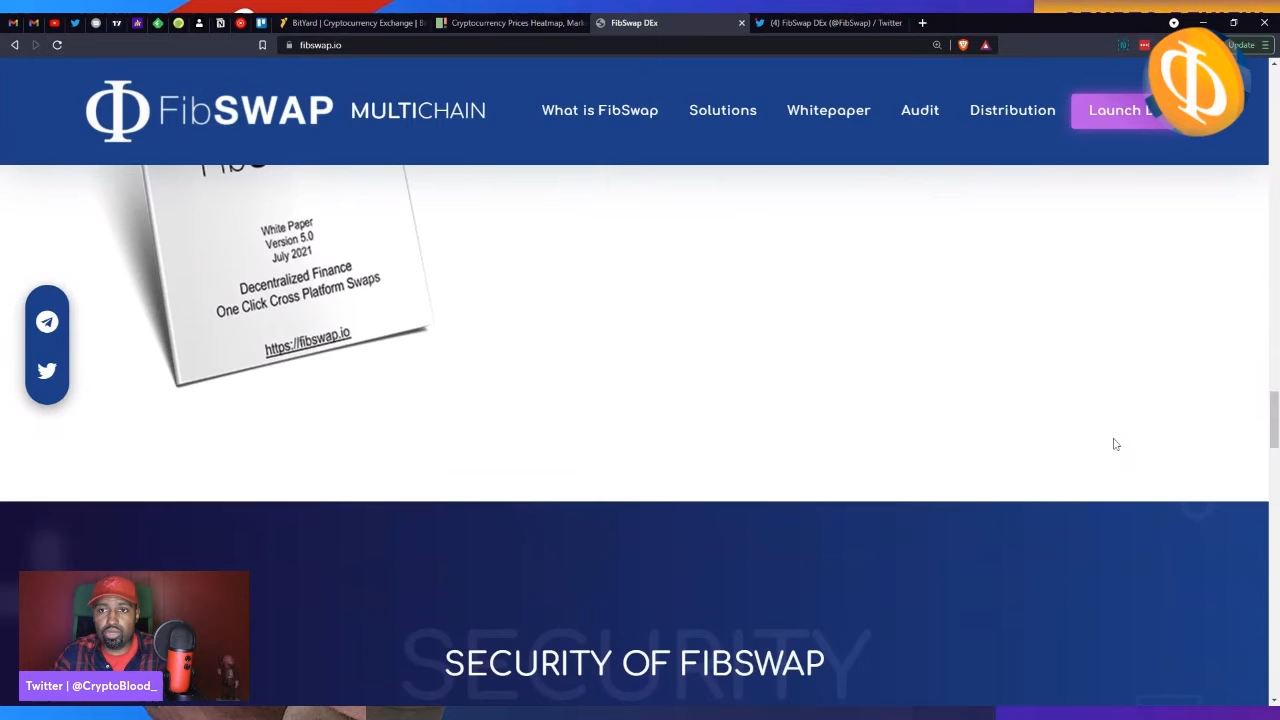 BitYard | Cryptocurrency Exchange | B
Cryptocurrency Prices Heatmap, Mark
FibSwap DEx
(4) FibSwap DEx (@FibSwap) / Twitter
fibswap.io
Update
FibSWAP MULTICHAIN
What is FibSwap
Solutions
Whitepaper
Audit
Distribution
Launch
White Paper
Version 5.0
July 2021
Decentralized Finance
One Click Cross Platform Swaps
https://fibswap.io
SECURITY
SECURITY OF FIBSWAP
Twitter | @CryptoBlood_